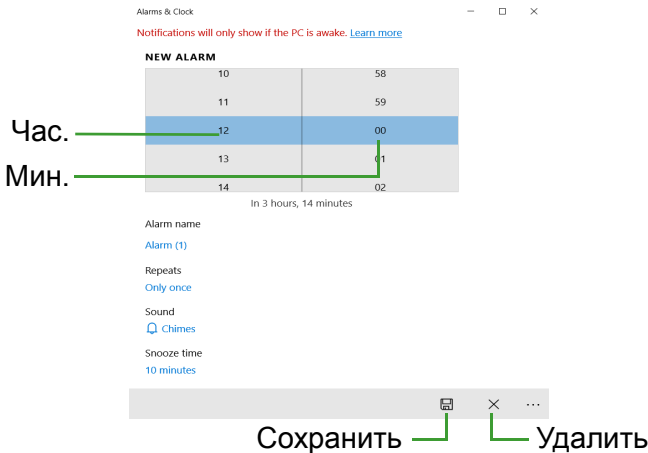 Alarms & Clock
Notifications will only show if the PC is awake. Learn more
NEW ALARM
10 58
11 59
Час. 12 00
13 01
Мин.
14 02
In 3 hours, 14 minutes
Alarm name
Alarm (1)
Repeats
Only once
Sound
Chimes
Snooze time
10 minutes
...
Сохранить Удалить